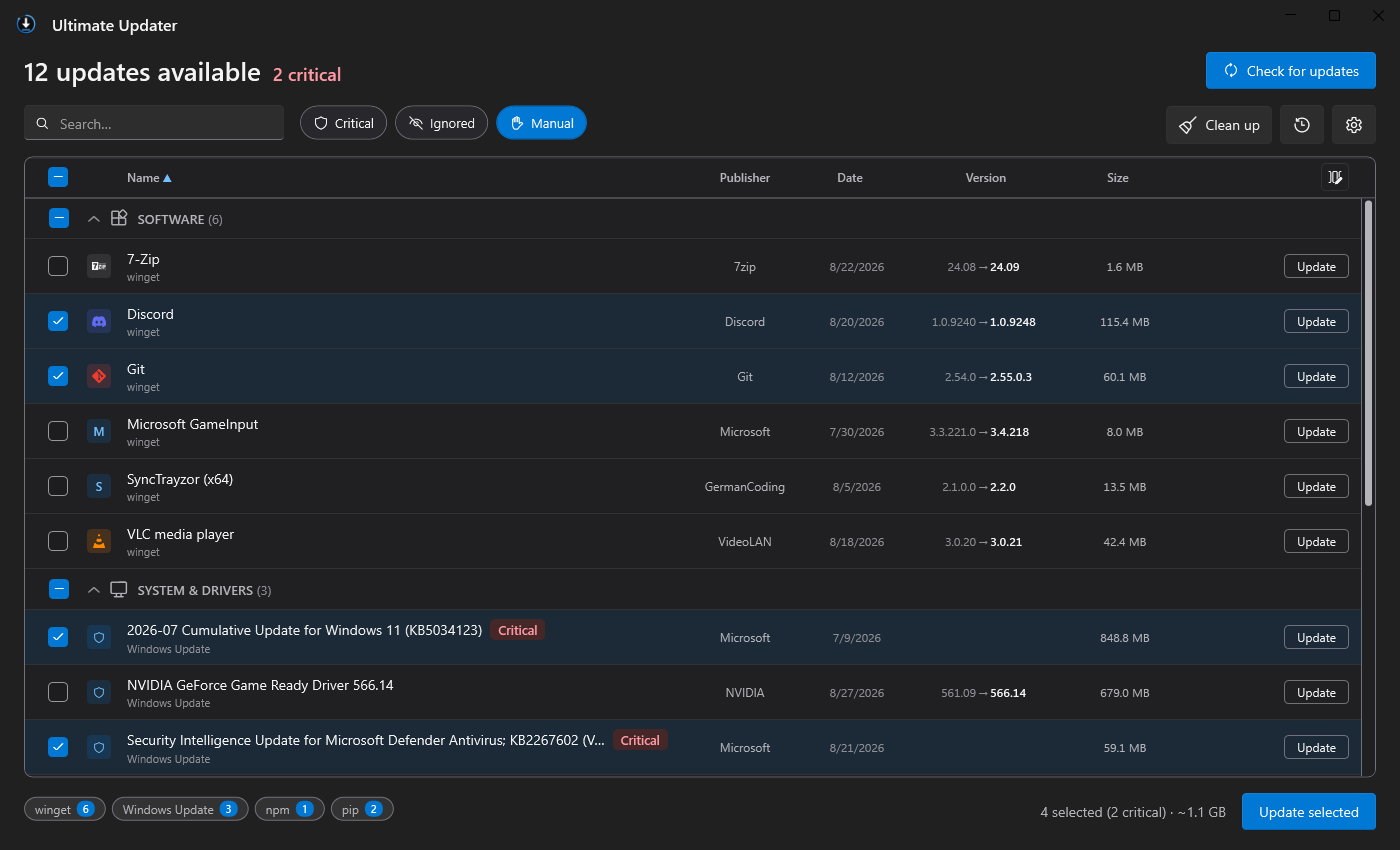 Ultimate Updater
12 updates available 2 critical
Check for updates
Search...
Critical
Ignored
Manual
Clean up
Name Publisher Date Version Size
SOFTWARE (6)
7-Zip
winget
7zip 8/22/2026 24.08→24.09 1.6 MB Update
Discord
winget
Discord 8/20/2026 1.0.9240→1.0.9248 115.4 MB Update
Git
winget
Git 8/12/2026 2.54.0→2.55.0.3 60.1 MB Update
M
Microsoft GameInput
winget
Microsoft 7/30/2026 3.3.221.0→3.4.218 8.0 MB Update
S
SyncTrayzor (x64)
winget
GermanCoding 8/5/2026 2.1.0.0→2.2.0 13.5 MB Update
VLC media player
winget
VideoLAN 8/18/2026 3.0.20→3.0.21 42.4 MB Update
SYSTEM & DRIVERS (3)
2026-07 Cumulative Update for Windows 11 (KB5034123) Critical
Windows Update
Microsoft 7/9/2026 848.8 MB Update
NVIDIA GeForce Game Ready Driver 566.14
Windows Update
NVIDIA 8/27/2026 561.09→566.14 679.0 MB Update
Security Intelligence Update for Microsoft Defender Antivirus; KB2267602 (V... Critical
Windows Update
Microsoft 8/21/2026 59.1 MB Update
winget 6
Windows Update 3
npm 1
pip 2
4 selected (2 critical) · ~1.1 GB
Update selected